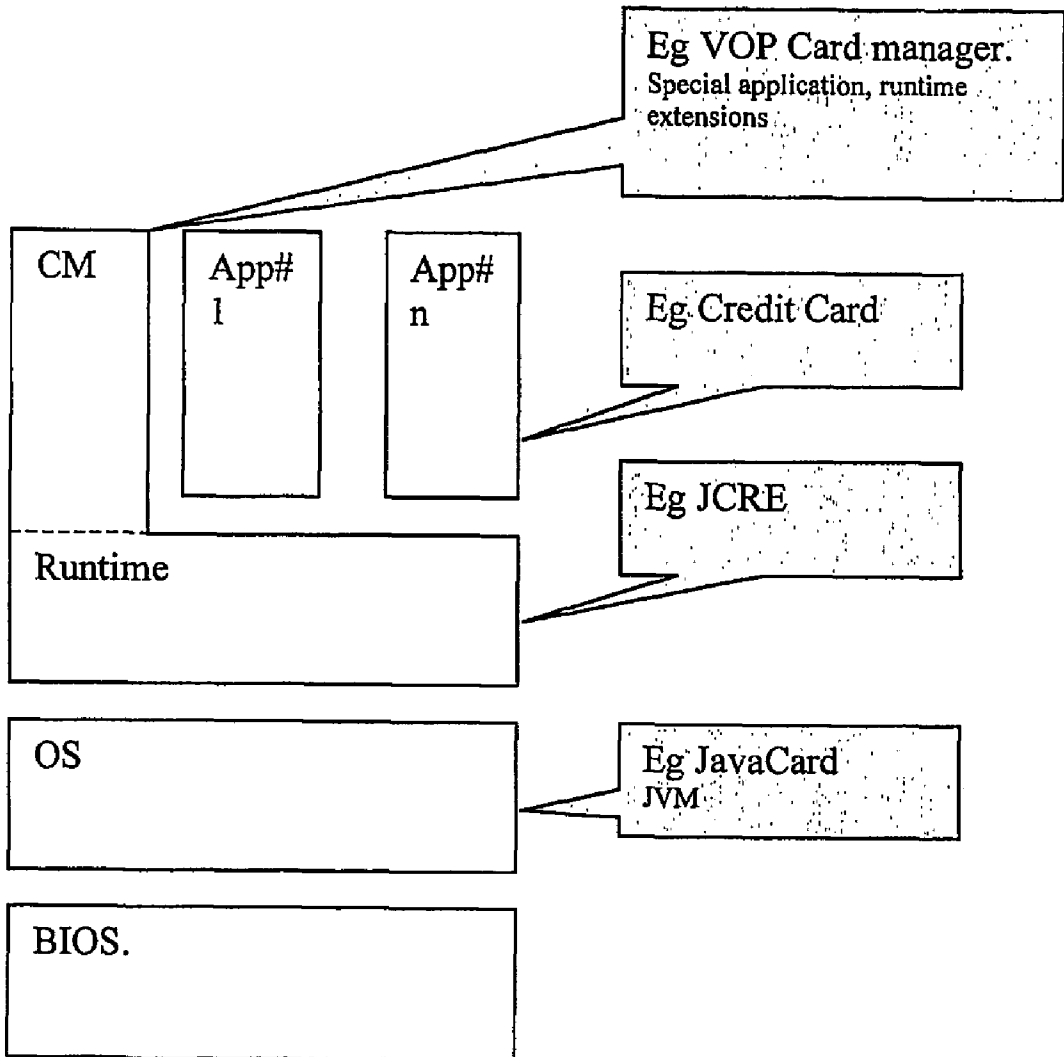 Eg VOP Card manager.
Special application, runtime
extensions
CM
App#
1
App#
n
Eg Credit Card
Eg JCRE
Runtime
OS
Eg JavaCard
JVM
BIOS.